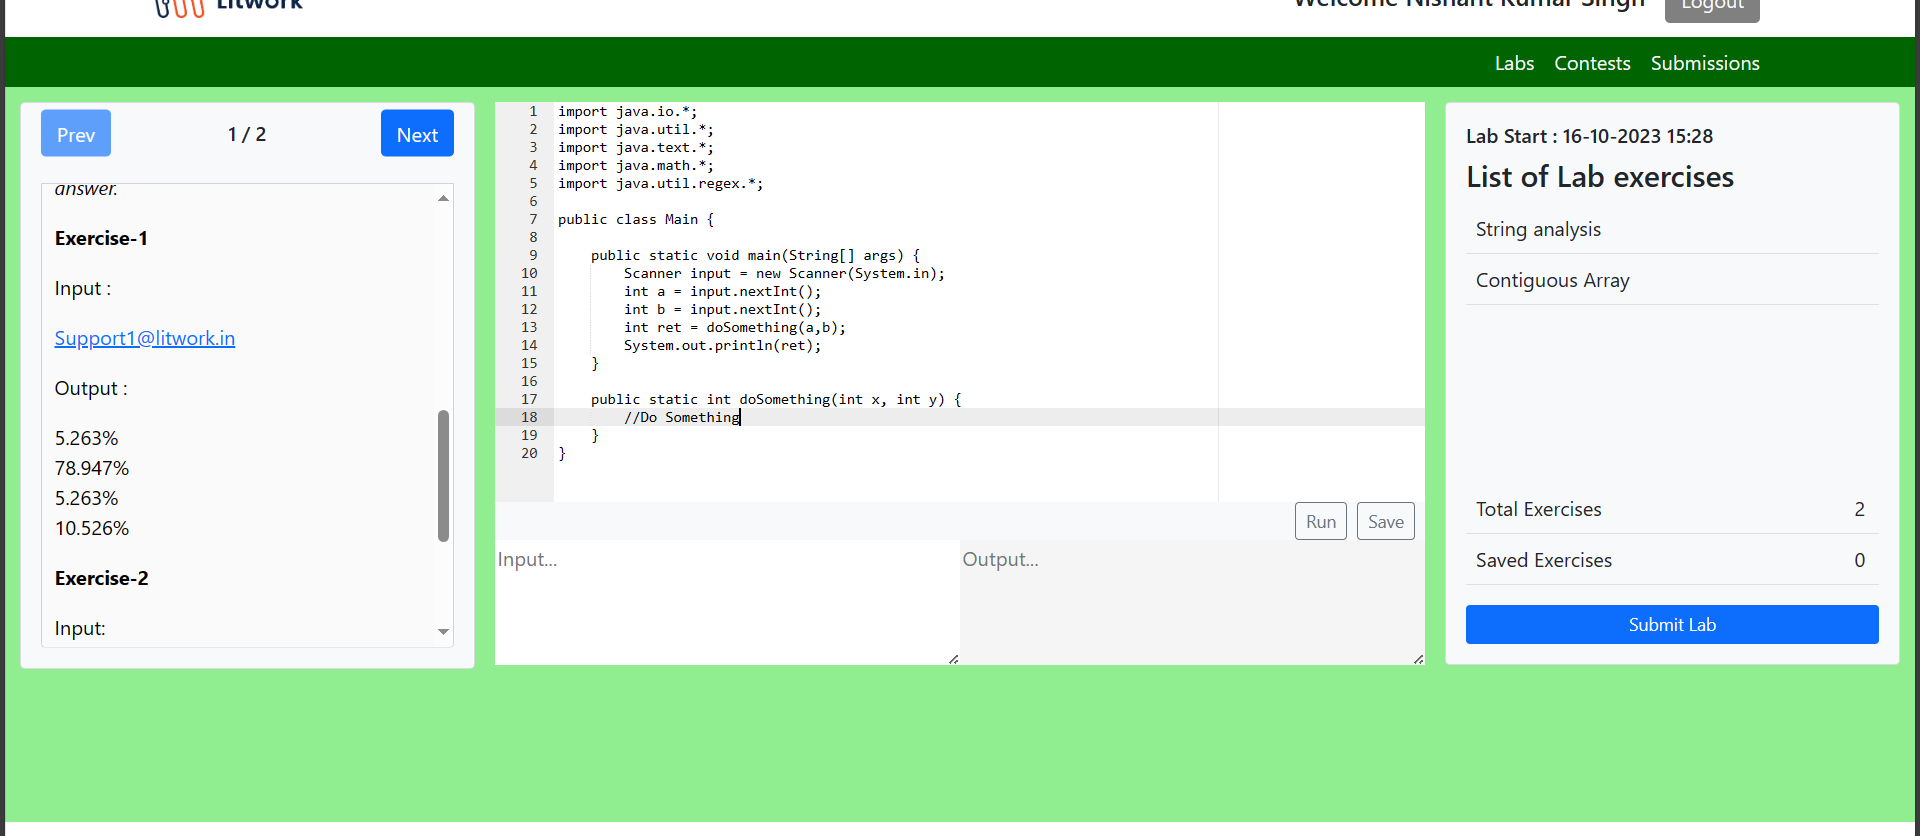 Litwork
Welcome Nishant Kumar Singh
Logout
Labs Contests Submissions
Prev
1 / 2
Next
answer.
Exercise-1
Input :
Support1@litwork.in
Output :
5.263%
78.947%
5.263%
10.526%
Exercise-2
Input:
1 import java.io.*;
2 import java.util.*;
3 import java.text.*;
4 import java.math.*;
5 import java.util.regex.*;
6
7 public class Main {
8
9     public static void main(String[] args) {
10         Scanner input = new Scanner(System.in);
11         int a = input.nextInt();
12         int b = input.nextInt();
13         int ret = doSomething(a,b);
14         System.out.println(ret);
15     }
16
17     public static int doSomething(int x, int y) {
18         //Do Something
19     }
20 }
Run
Save
Input...
Output...
Lab Start : 16-10-2023 15:28
List of Lab exercises
String analysis
Contiguous Array
Total Exercises 2
Saved Exercises 0
Submit Lab